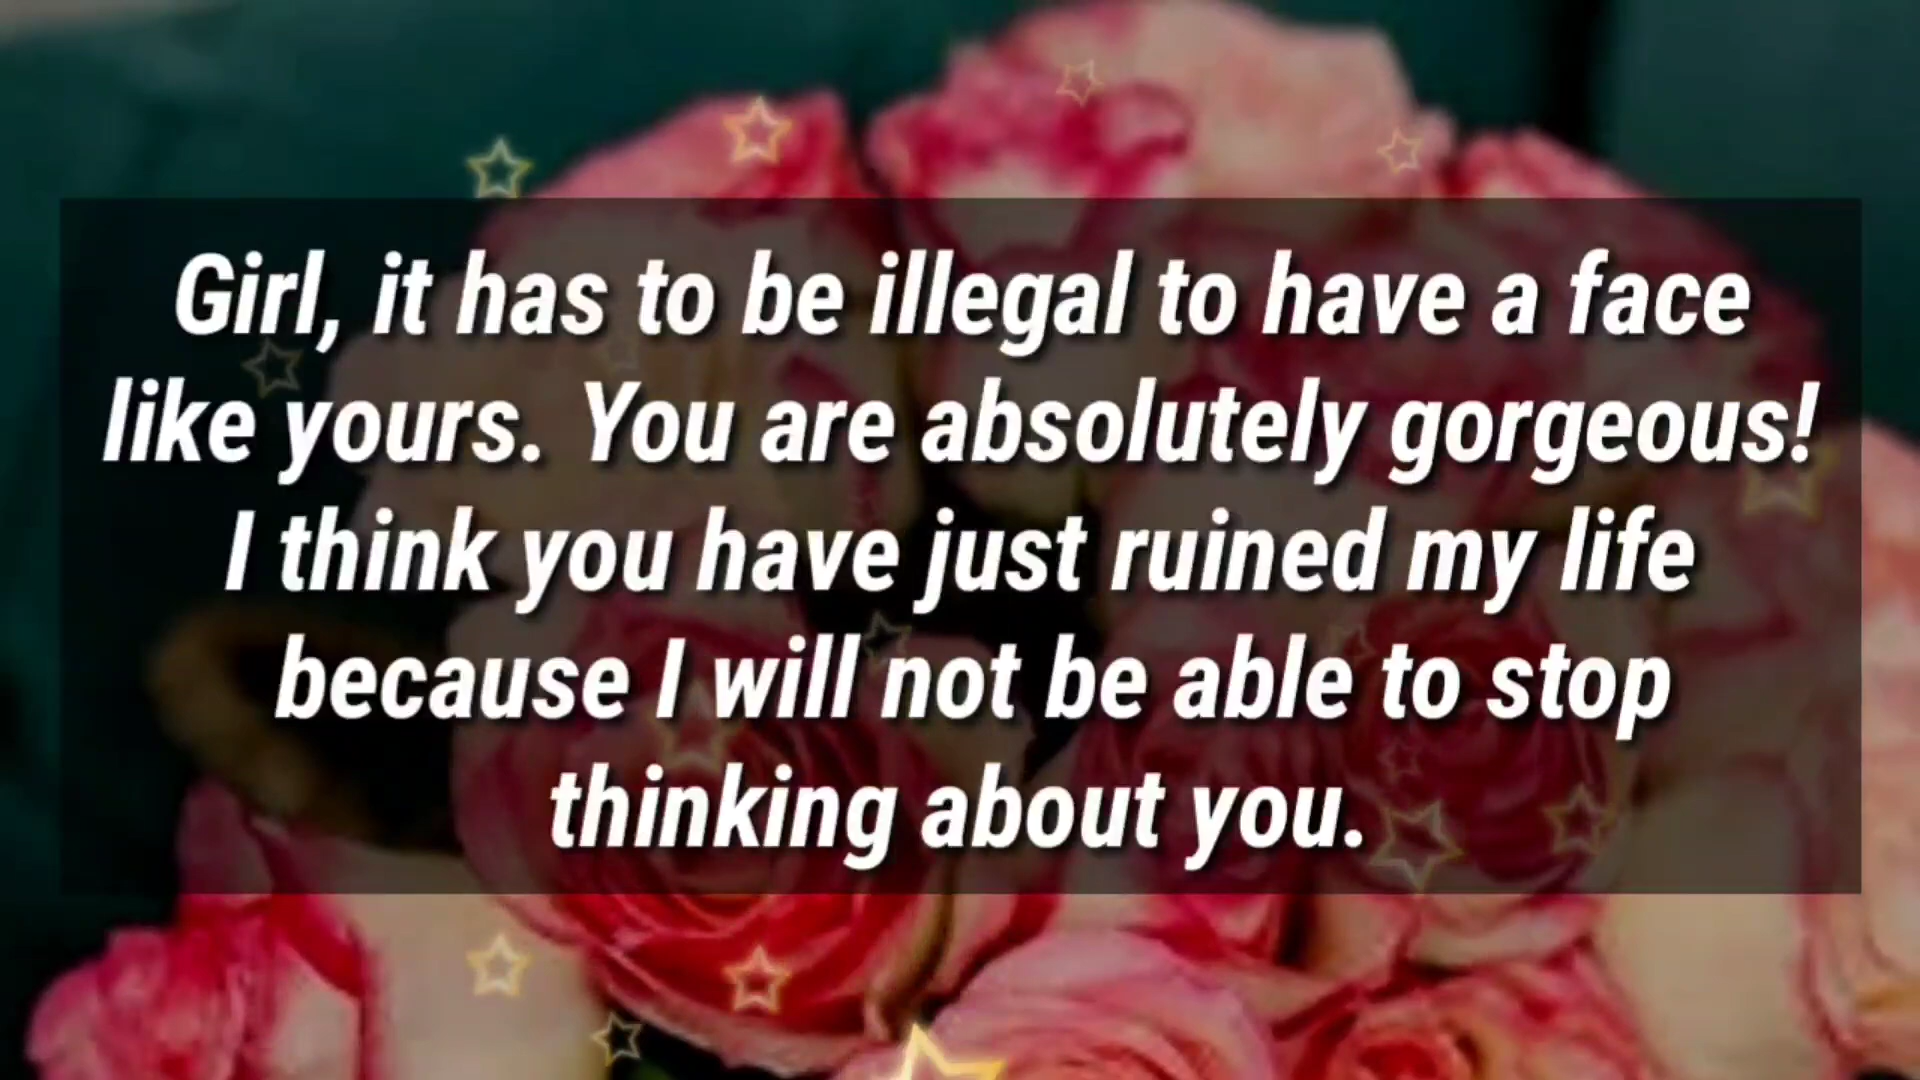 Girl, it has to be illegal to have a face
like yours. You are absolutely gorgeous!
I think you have just ruined my life
because I will not be able to stop
thinking about you.